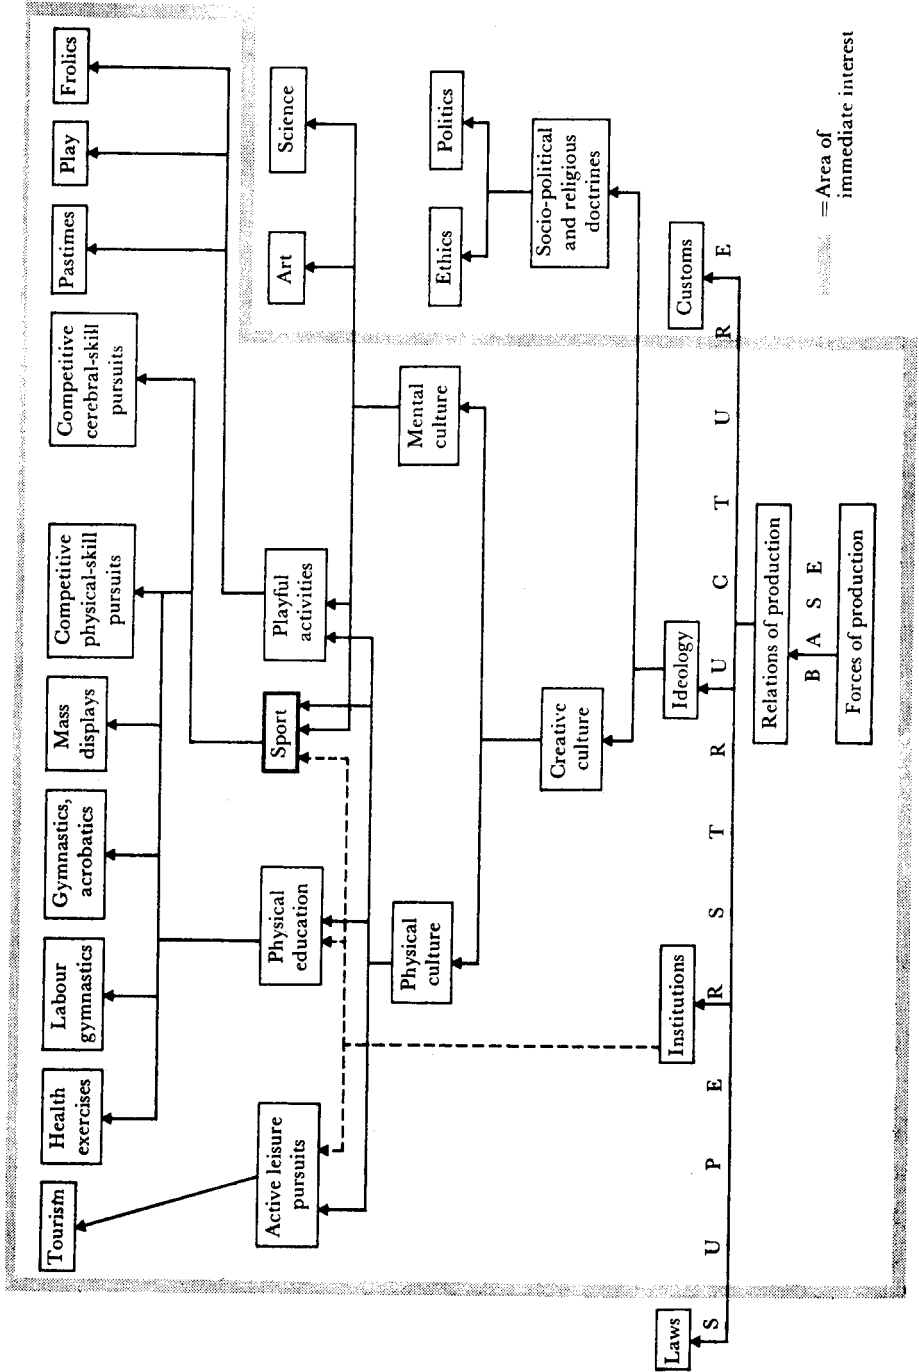 Tourism
Health
exercises
Labour
gymnastics
Gymnastics,
acrobatics
Mass
displays
Competitive
physical-skill
pursuits
Competitive
cerebral-skill
pursuits
Pastimes
Play
Frolics
Active leisure
pursuits
Physical
education
Sport
Playful
activities
Art
Science
Physical
culture
Mental
culture
Ethics
Politics
Creative
culture
Socio-political
and religious
doctrines
Laws
Institutions
Ideology
Customs
S U P E R S T R U C T U R E
Relations of production
B A S E
Forces of production
= Area of
immediate interest